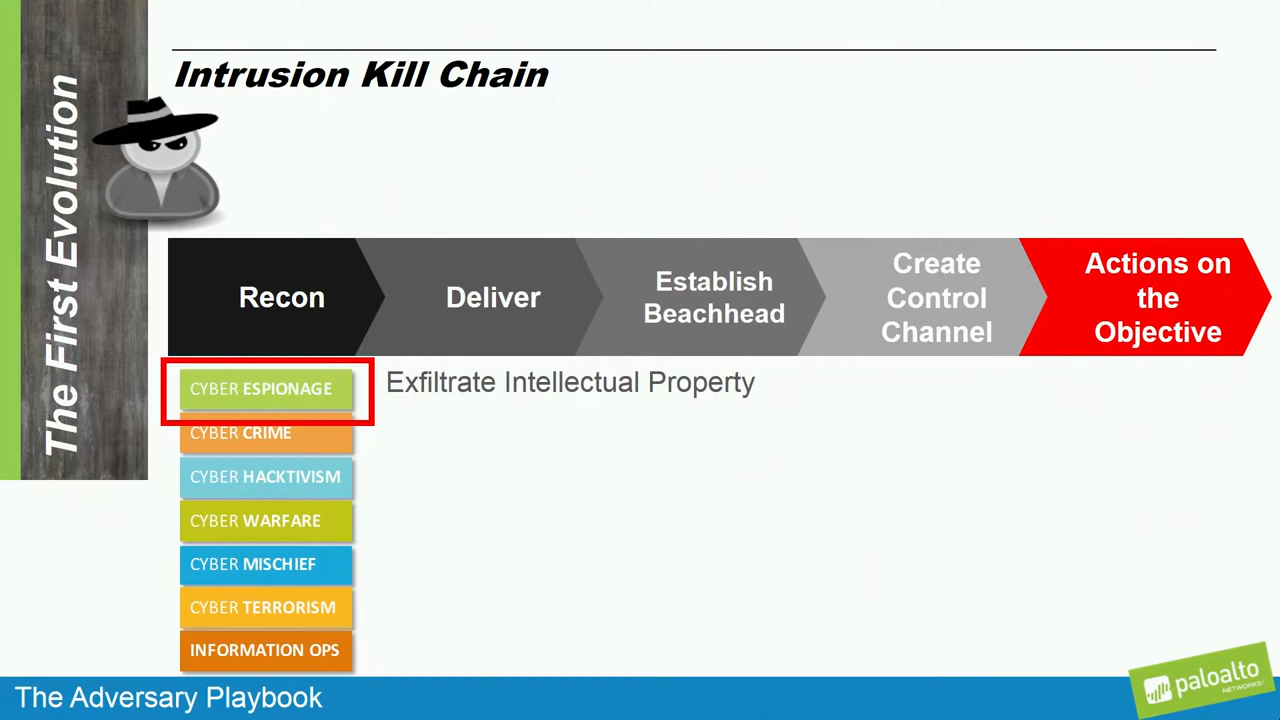 The First Evolution
Intrusion Kill Chain
Recon
Deliver
Establish
Beachhead
Create
Control
Channel
Actions on
the
Objective
CYBER ESPIONAGE
Exfiltrate Intellectual Property
CYBER CRIME
CYBER HACKTIVISM
CYBER WARFARE
CYBER MISCHIEF
CYBER TERRORISM
INFORMATION OPS
The Adversary Playbook
paloalto
NETWORKS